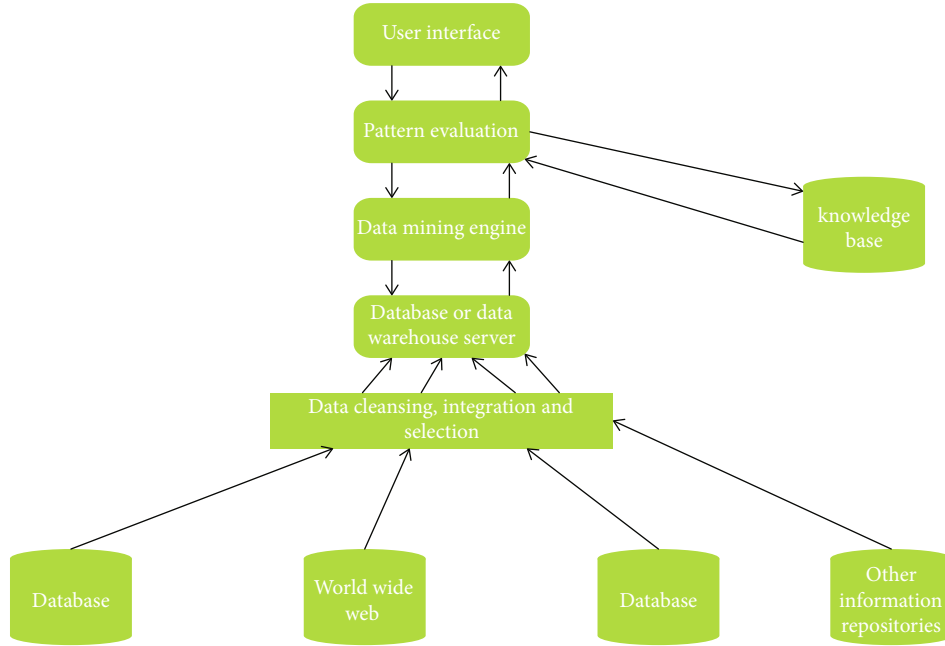 User interface
Pattern evaluation
knowledge
base
Data mining engine
Database or data
warehouse server
Data cleansing, integration and
selection
Database
World wide
web
Database
Other
information
repositories